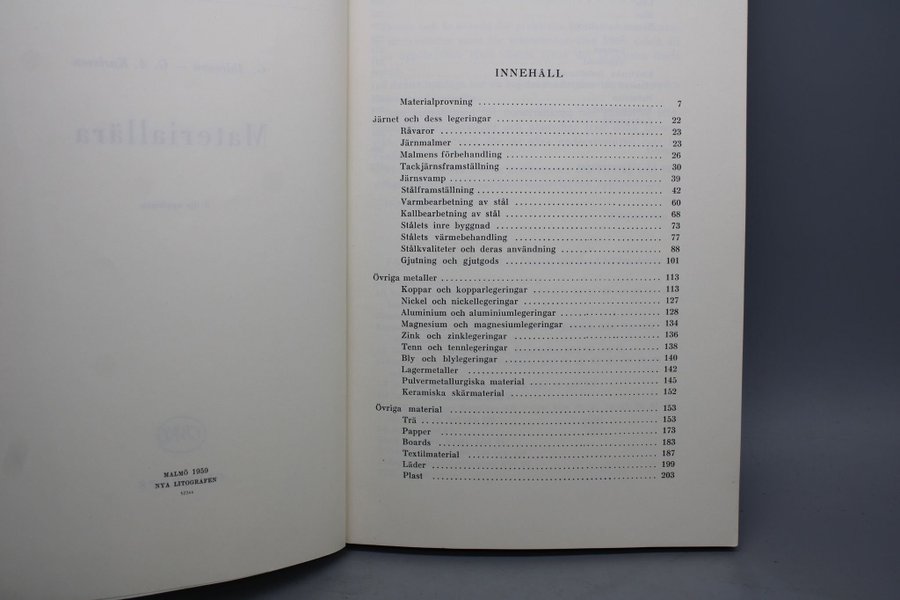 MALMÖ 1959
NYA LITOGRAFEN
INNEHÅLL
Materialprovning 7
Järnet och dess legeringar 22
Råvaror 23
Järnmalmer 23
Malmens förbehandling 26
Tackjärnsframställning 30
Järnsvamp 39
Stålframställning 42
Varmbearbetning av stål 60
Kallbearbetning av stål 68
Stålets inre byggnad 73
Stålets värmebehandling 77
Stålkvaliteter och deras användning 88
Gjutning och gjutgods 101
Övriga metaller 113
Koppar och kopparlegeringar 113
Nickel och nickellegeringar 127
Aluminium och aluminiumlegeringar 128
Magnesium och magnesiumlegeringar 134
Zink och zinklegeringar 136
Tenn och tennlegeringar 138
Bly och blylegeringar 140
Lagermetaller 142
Pulvermetallurgiska material 145
Keramiska skärmaterial 152
Övriga material 153
Trä 153
Papper 173
Boards 183
Textilmaterial 187
Läder 199
Plast 203